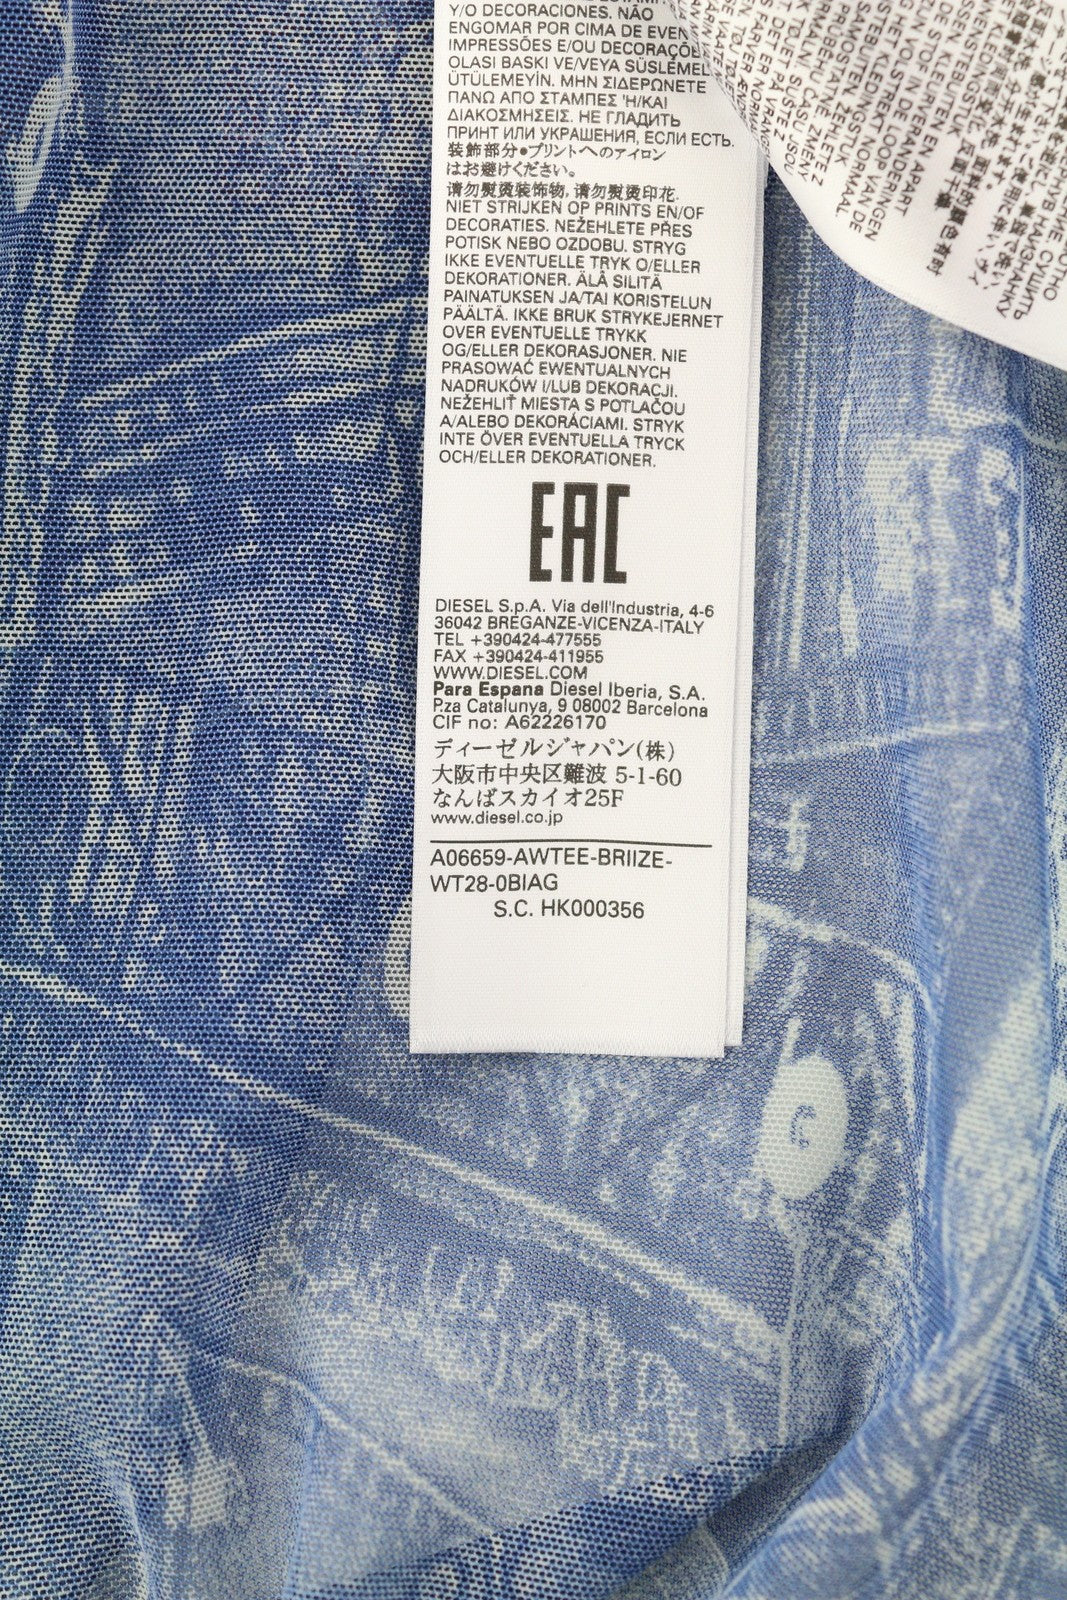 Y/O DECORACIONES. NÃO
ENGOMAR POR CIMA DE EVEN
IMPRESSÕES E/OU DECORAÇÕE
OLASI BASKI VE/VEYA SÜSLEMEL
ÜTÜLEMEYİN. ΜΗΝ ΣΙΔΕΡΩΝΕΤΕ
ΠΑΝΩ ΑΠΟ ΣΤΑΜΠΕΣ 'Η/ΚΑΙ
ΔΙΑΚΟΣΜΗΣΕΙΣ. НЕ ГЛАДИТЬ
ПРИНТ ИЛИ УКРАШЕНИЯ, ЕСЛИ ЕСТЬ.
装飾部分●プリントへのアイロン
はお避けください。
请勿熨烫装饰物, 请勿熨烫印花.
NIET STRIJKEN OP PRINTS EN/OF
DECORATIES. NEŽEHLETE PŘES
POTISK NEBO OZDOBU. STRYG
IKKE EVENTUELLE TRYK O/ELLER
DEKORATIONER. ÄLÄ SILITÄ
PAINATUKSEN JA/TAI KORISTELUN
PÄÄLTÄ. IKKE BRUK STRYKEJERNET
OVER EVENTUELLE TRYKK
OG/ELLER DEKORASJONER. NIE
PRASOWAĆ EWENTUALNYCH
NADRUKÓW I/LUB DEKORACJI.
NEŽEHLIŤ MIESTA S POTLAČOU
A/ALEBO DEKORÁCIAMI. STRYK
INTE ÖVER EVENTUELLA TRYCK
OCH/ELLER DEKORATIONER.
EAC
DIESEL S.p.A. Via dell'Industria, 4-6
36042 BREGANZE-VICENZA-ITALY
TEL +390424-477555
FAX +390424-411955
WWW.DIESEL.COM
Para Espana Diesel Iberia, S.A.
Pza Catalunya, 9 08002 Barcelona
CIF no: A62226170
ディーゼルジャパン(株)
大阪市中央区難波 5-1-60
なんばスカイオ25F
www.diesel.co.jp
A06659-AWTEE-BRIIZE-
WT28-0BIAG
S.C. HK000356